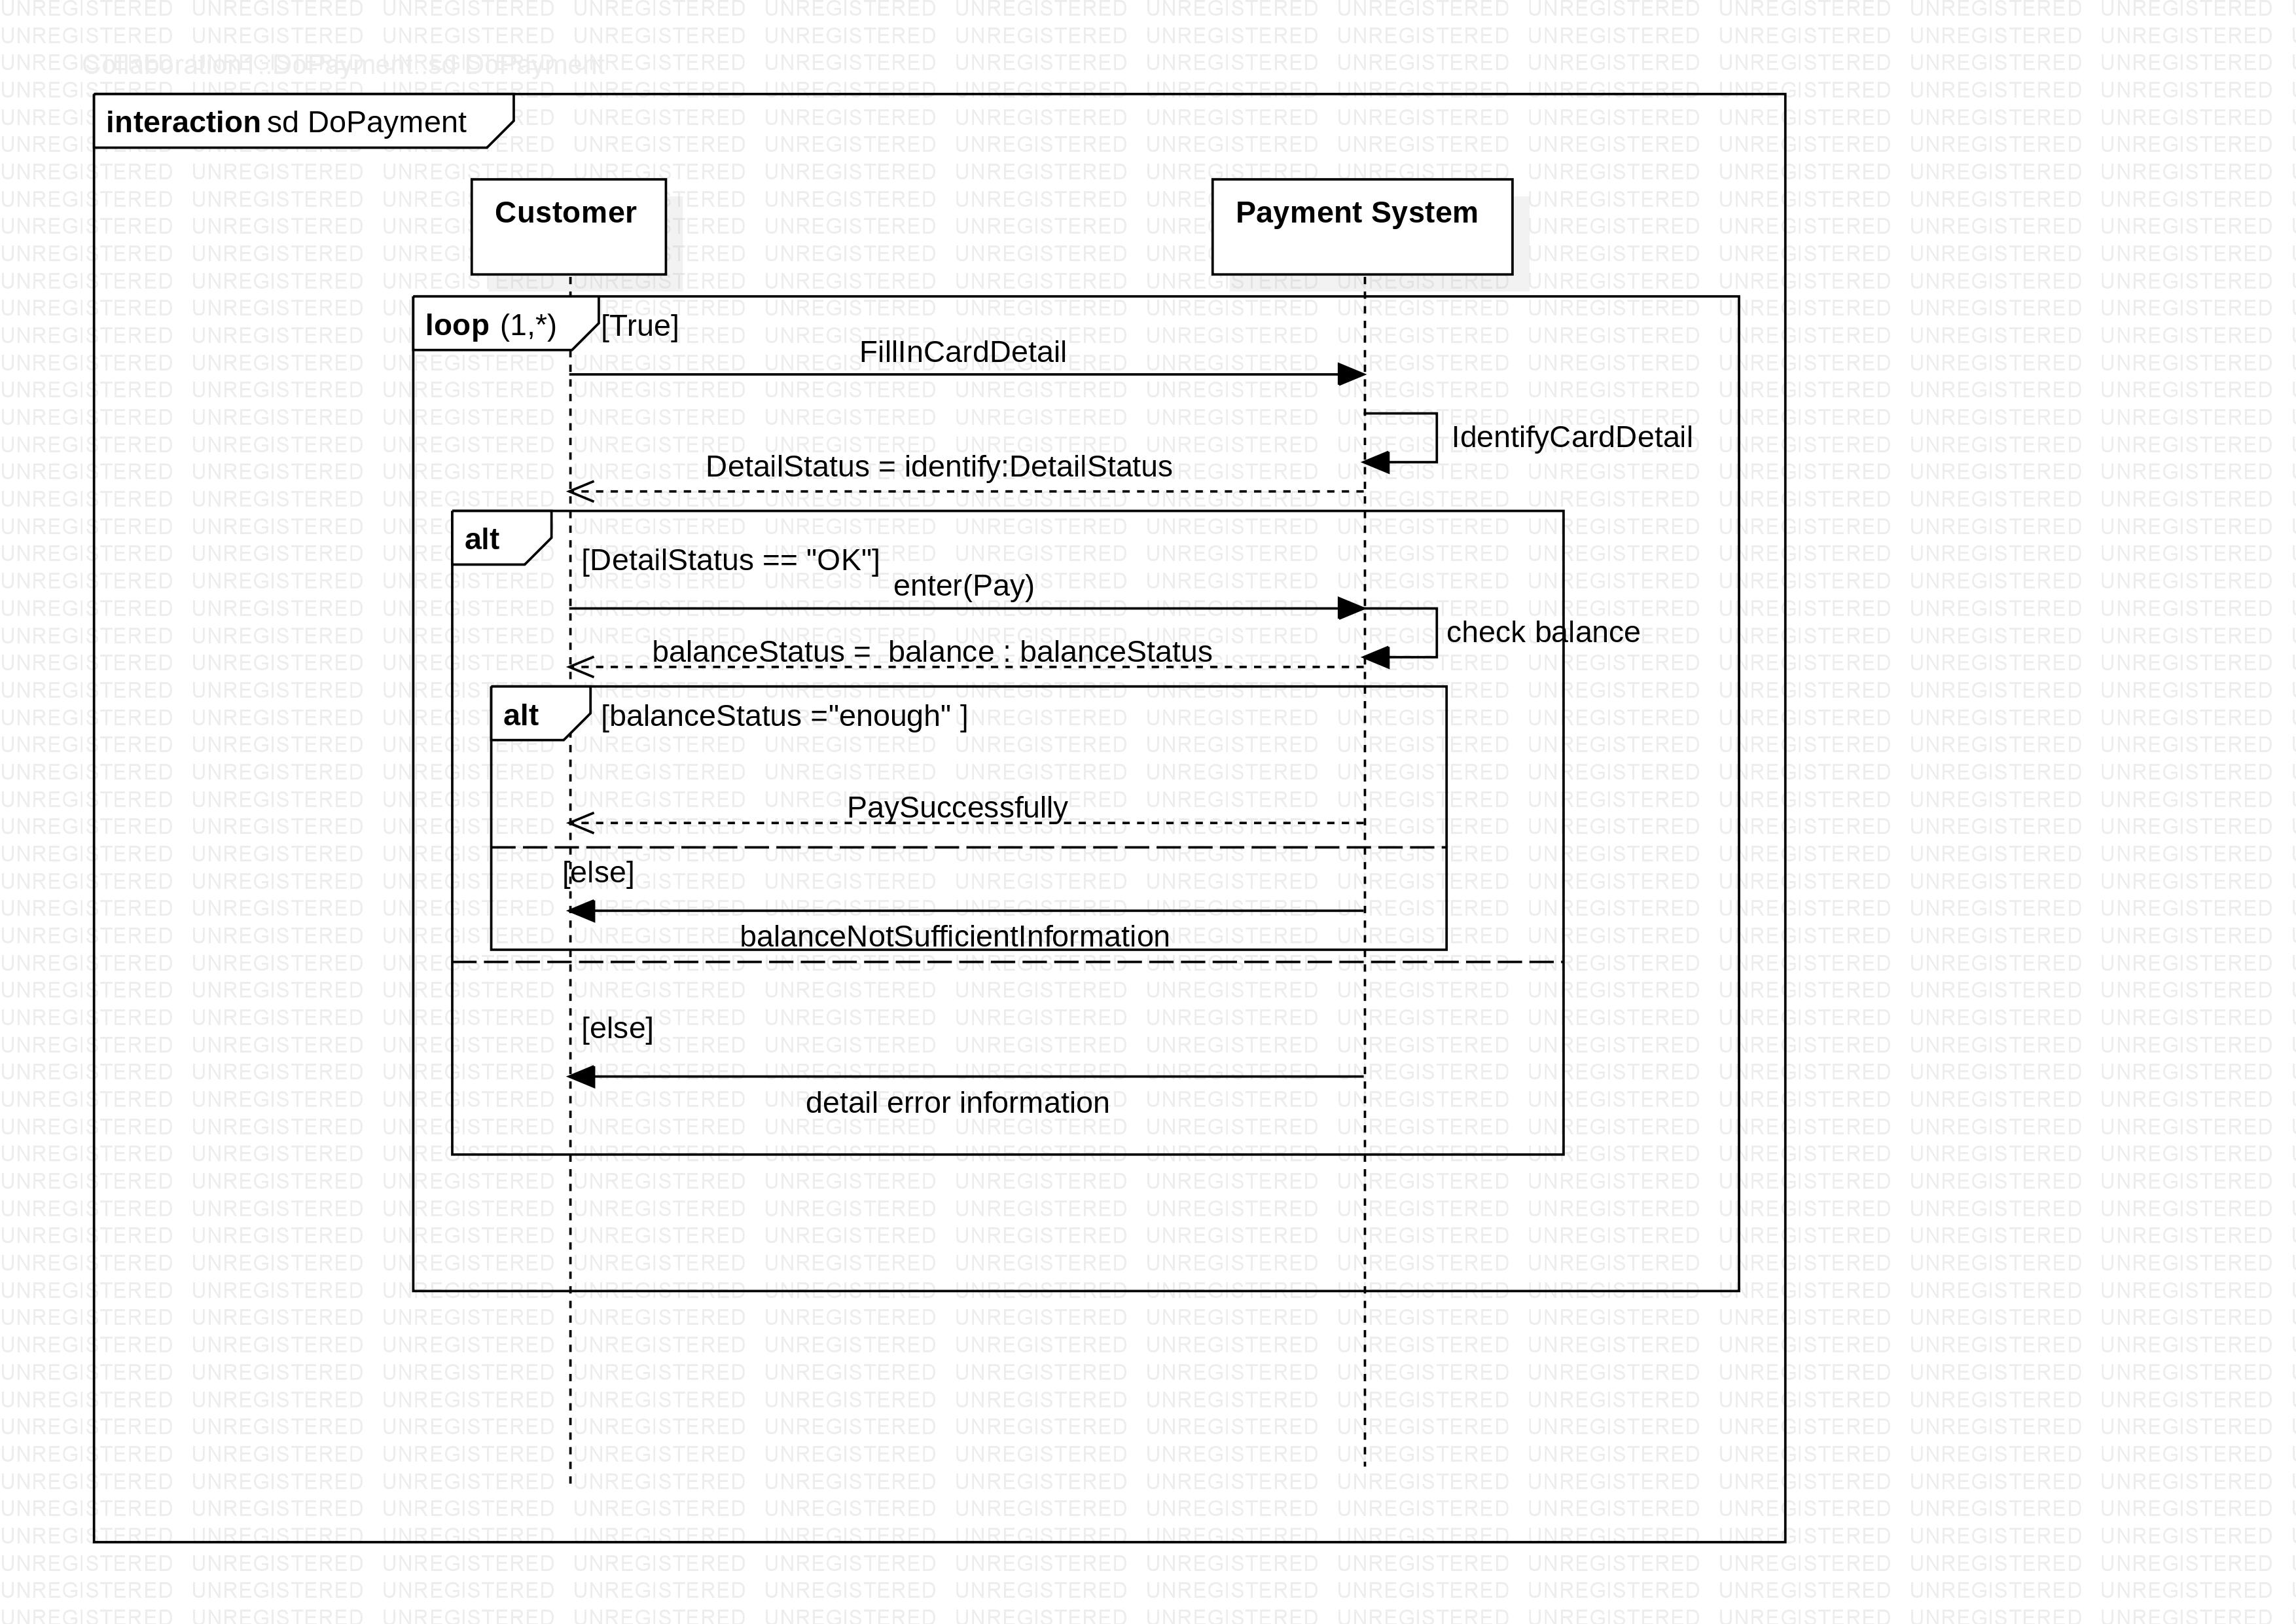 Collaboration1::DoPayment::sd DoPayment
interaction sd DoPayment
Customer
Payment System
loop (1,*) [True]
FillInCardDetail
IdentifyCardDetail
DetailStatus = identify:DetailStatus
alt
[DetailStatus == "OK"]
enter(Pay)
check balance
balanceStatus = balance : balanceStatus
alt [balanceStatus ="enough" ]
PaySuccessfully
[else]
balanceNotSufficientInformation
[else]
detail error information
UNREGISTERED